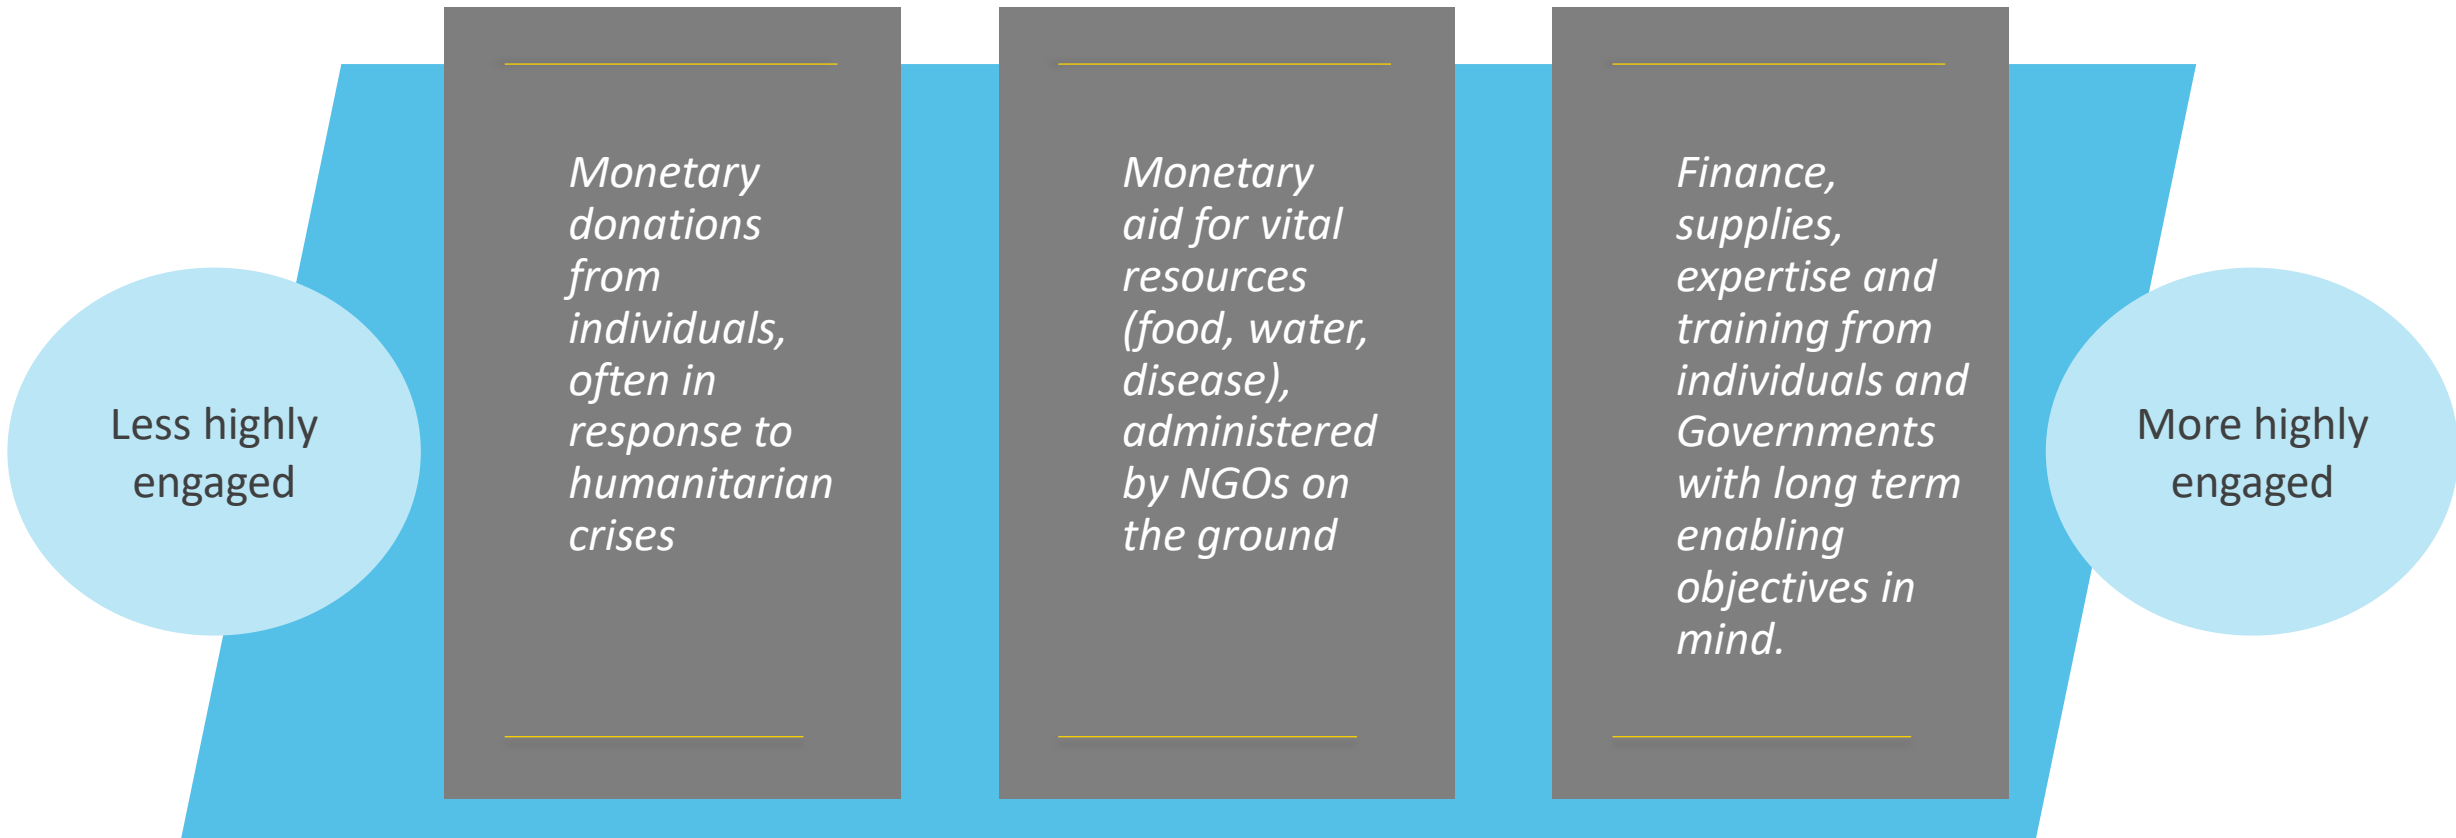 Less highly
engaged
Monetary
donations
from
individuals,
often in
response to
humanitarian
crises
Monetary
aid for vital
resources
(food, water,
disease),
administered
by NGOs on
the ground
Finance,
supplies,
expertise and
training from
individuals and
Governments
with long term
enabling
objectives in
mind.
More highly
engaged